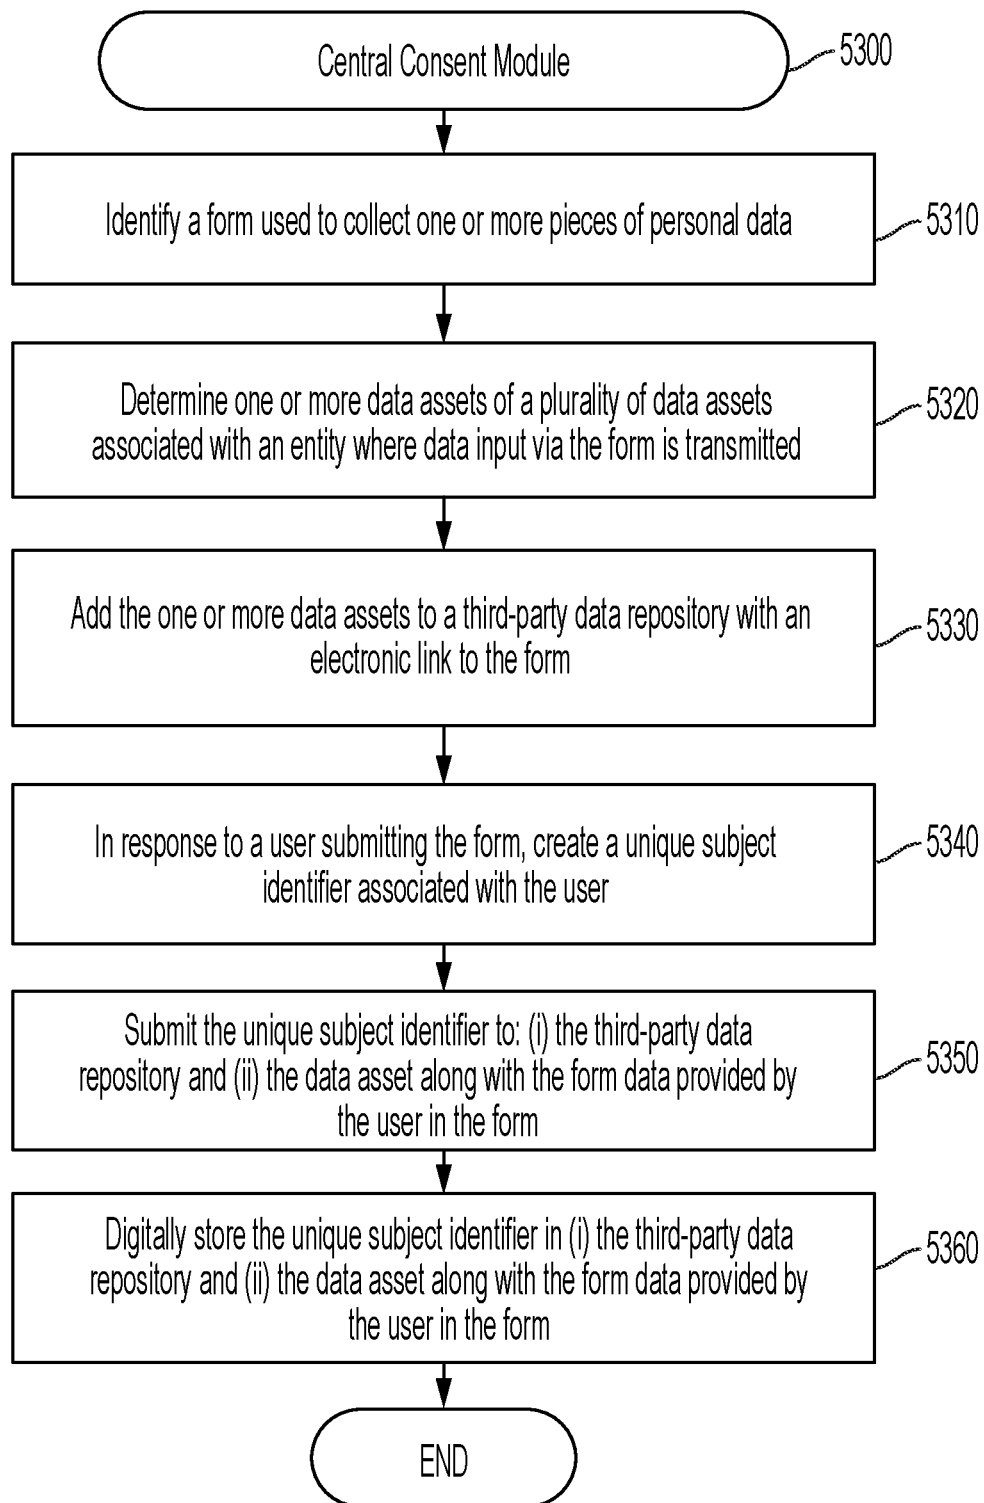 Central Consent Module
5300
Identify a form used to collect one or more pieces of personal data
5310
Determine one or more data assets of a plurality of data assets
associated with an entity where data input via the form is transmitted
5320
Add the one or more data assets to a third-party data repository with an
electronic link to the form
5330
In response to a user submitting the form, create a unique subject
identifier associated with the user
5340
Submit the unique subject identifier to: (i) the third-party data
repository and (ii) the data asset along with the form data provided by
the user in the form
5350
Digitally store the unique subject identifier in (i) the third-party data
repository and (ii) the data asset along with the form data provided by
the user in the form
5360
END